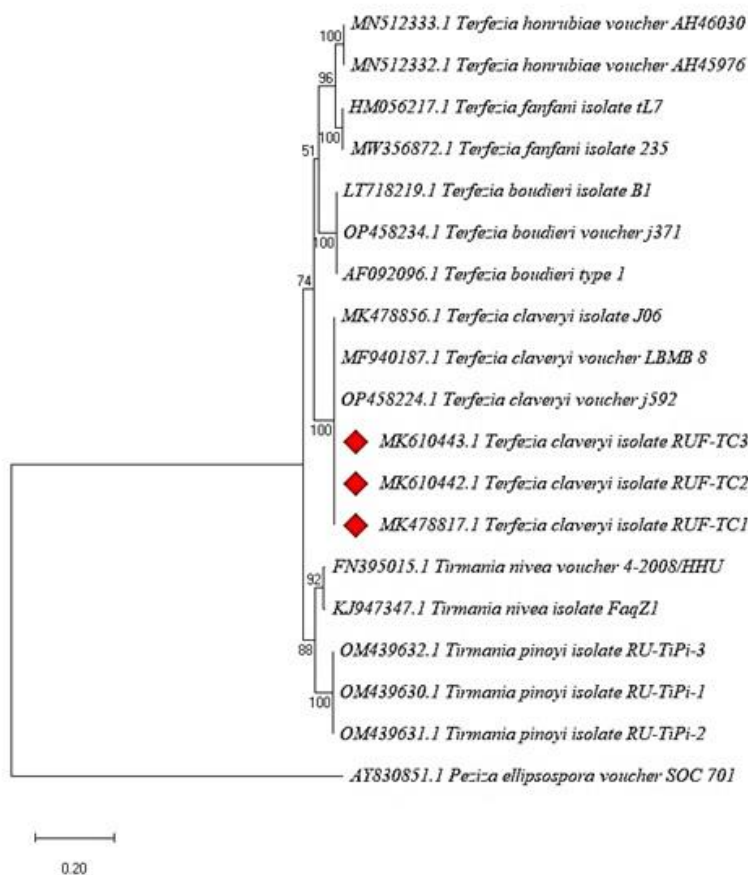 100
MN512333.1 Terfezia honrubiae voucher AH46030
MN512332.1 Terfezia honrubiae voucher AH45976
96
HM056217.1 Terfezia fanfani isolate tL7
100
MW356872.1 Terfezia fanfani isolate 235
51
LT718219.1 Terfezia boudieri isolate B1
OP458234.1 Terfezia boudieri voucher j371
100
AF092096.1 Terfezia boudieri type 1
74
MK478856.1 Terfezia claveryi isolate J06
MF940187.1 Terfezia claveryi voucher LBMB 8
OP458224.1 Terfezia claveryi voucher j592
100
MK610443.1 Terfezia claveryi isolate RUF-TC3
MK610442.1 Terfezia claveryi isolate RUF-TC2
MK478817.1 Terfezia claveryi isolate RUF-TC1
FN395015.1 Tirmania nivea voucher 4-2008/HHU
92
KJ947347.1 Tirmania nivea isolate FaqZ1
88
OM439632.1 Tirmania pinoyi isolate RU-TiPi-3
OM439630.1 Tirmania pinoyi isolate RU-TiPi-1
100
OM439631.1 Tirmania pinoyi isolate RU-TiPi-2
AY830851.1 Peziza ellipsospora voucher SOC 701
0.20